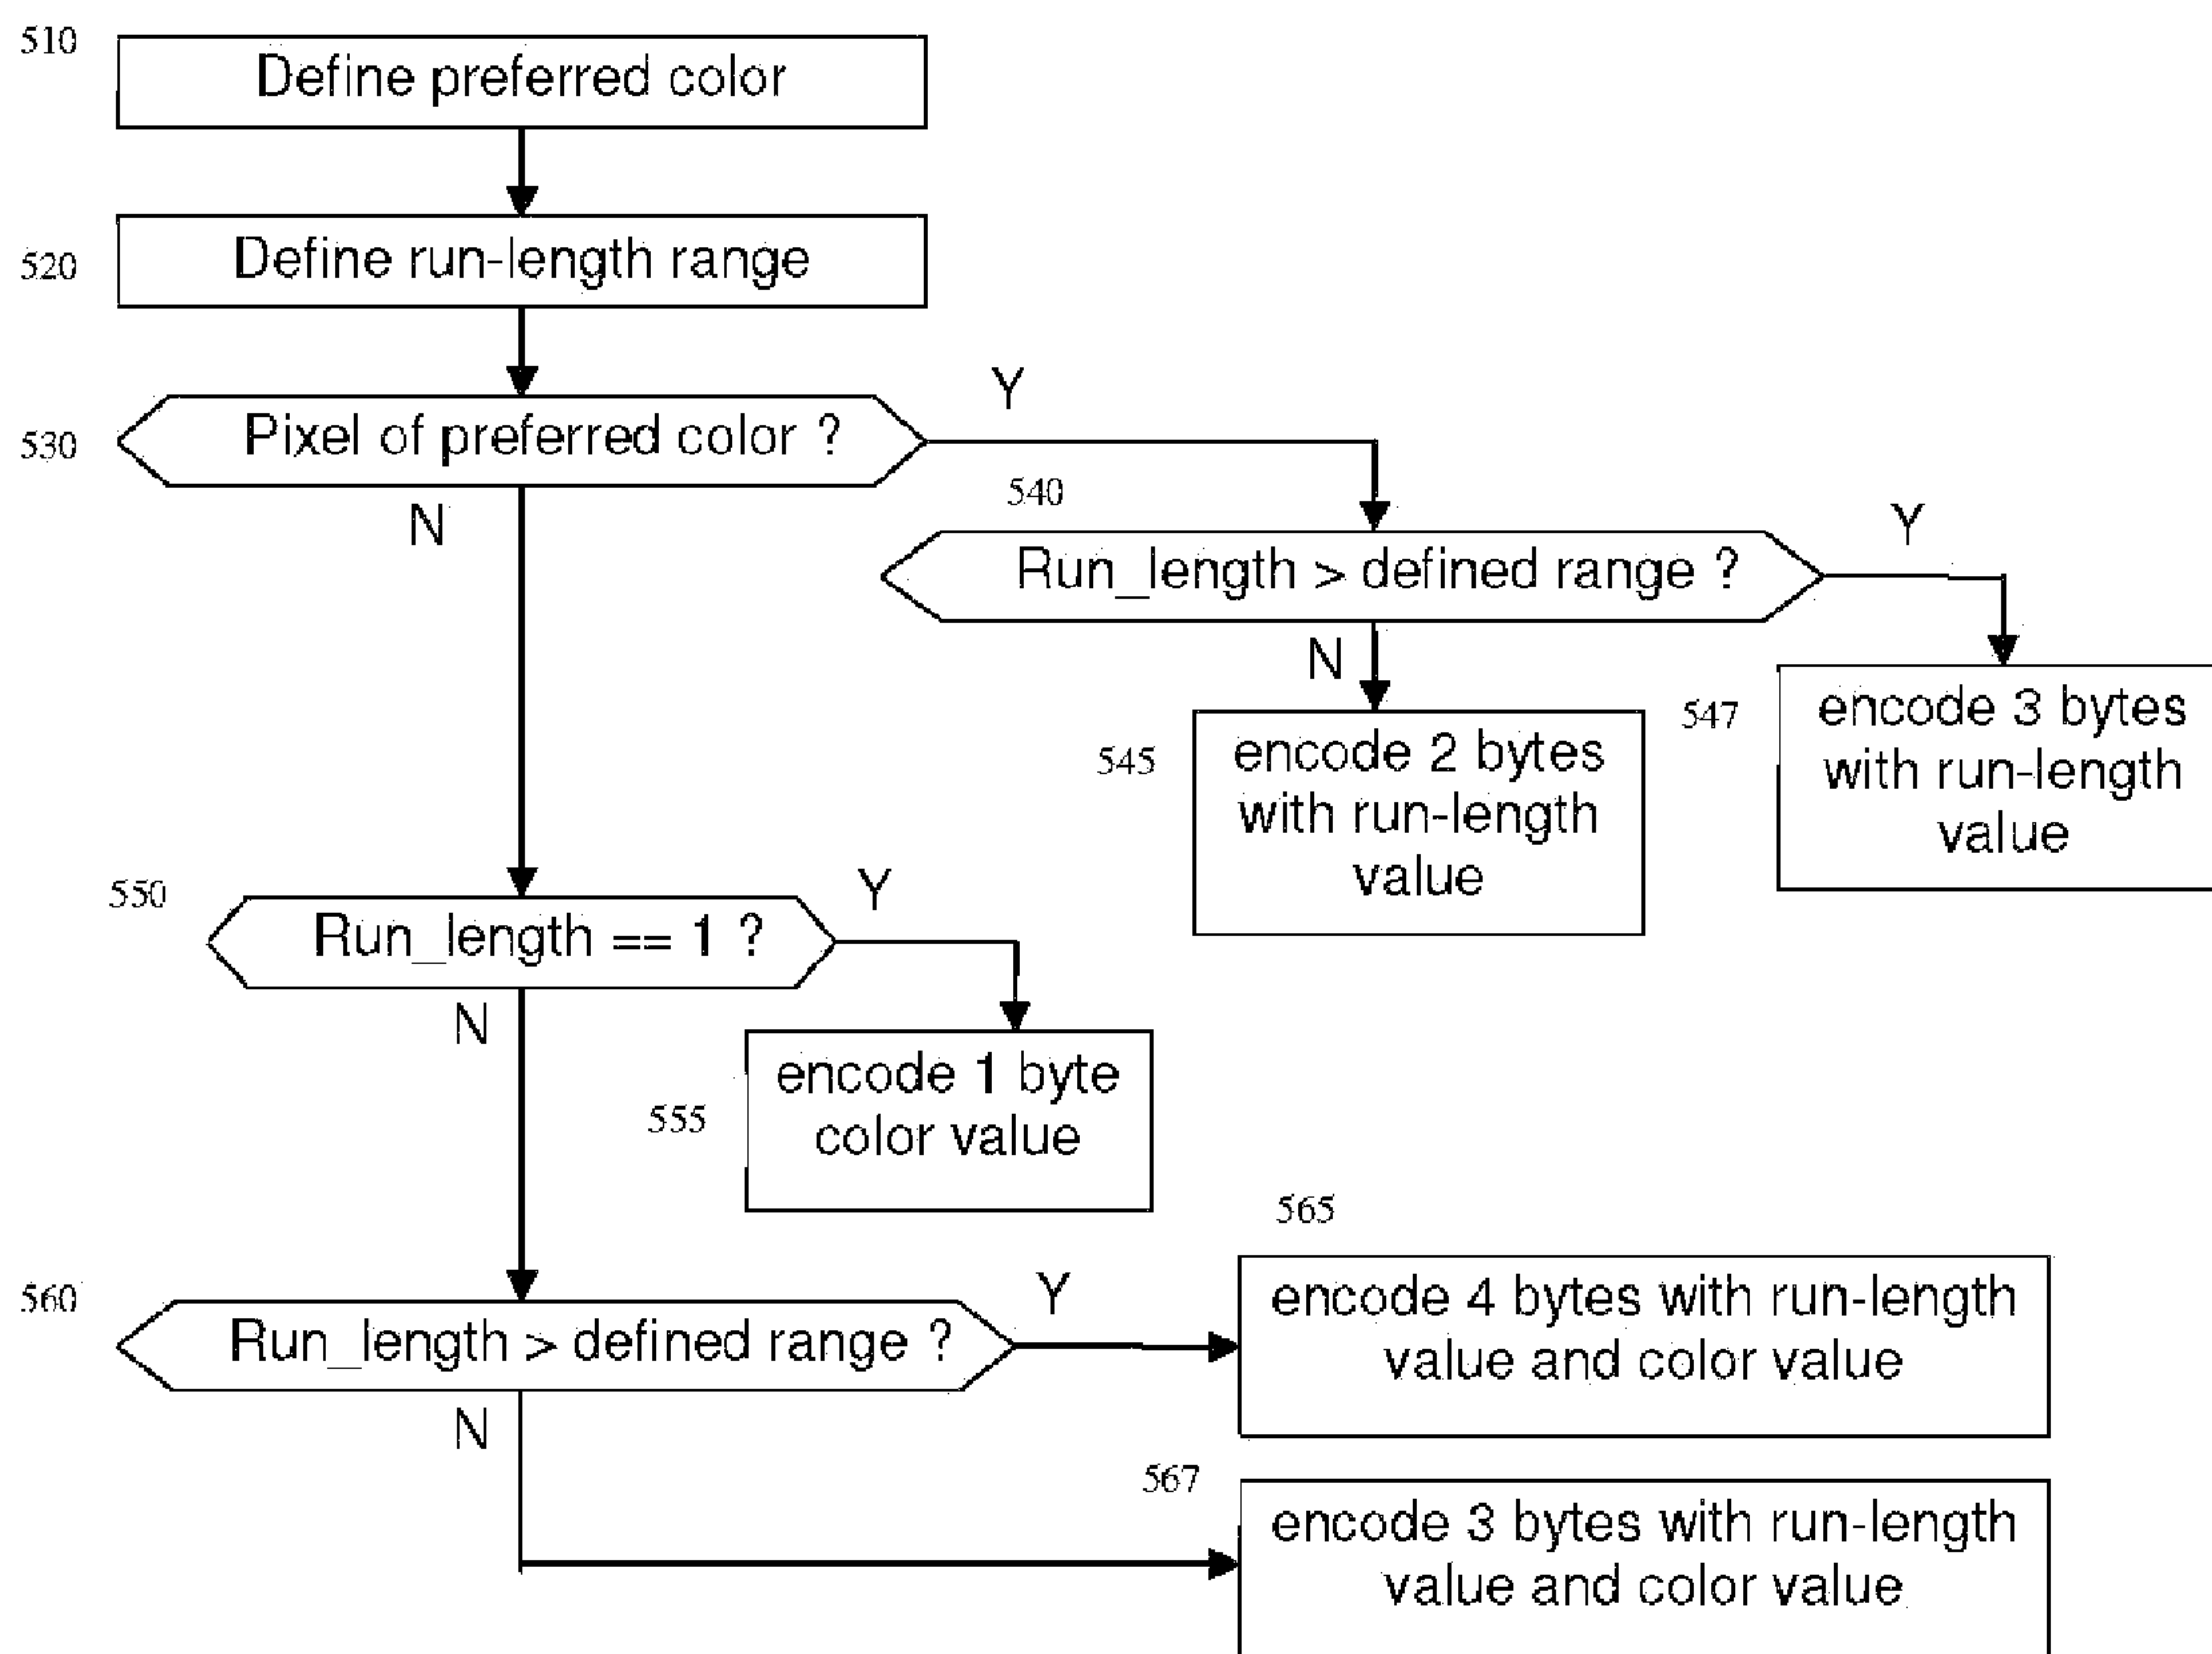 510
Define preferred color
520
Define run-length range
530
Pixel of preferred color ?
Y
N
540
Run_length > defined range ?
Y
N
545
encode 2 bytes
with run-length
value
547
encode 3 bytes
with run-length
value
550
Run_length == 1 ?
Y
N
555
encode 1 byte
color value
560
Run_length > defined range ?
Y
N
565
encode 4 bytes with run-length
value and color value
567
encode 3 bytes with run-length
value and color value